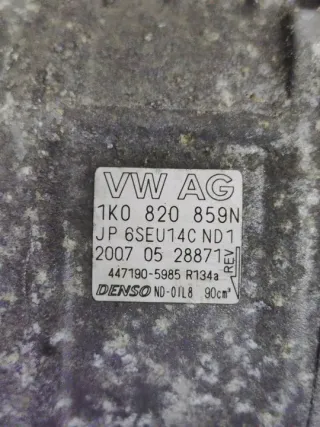 VW AG
1K0 820 859N
JP 6SEU14C ND1
2007 05 28871
REV
447190-5985 R134a
DENSO ND-OIL8 90cm³